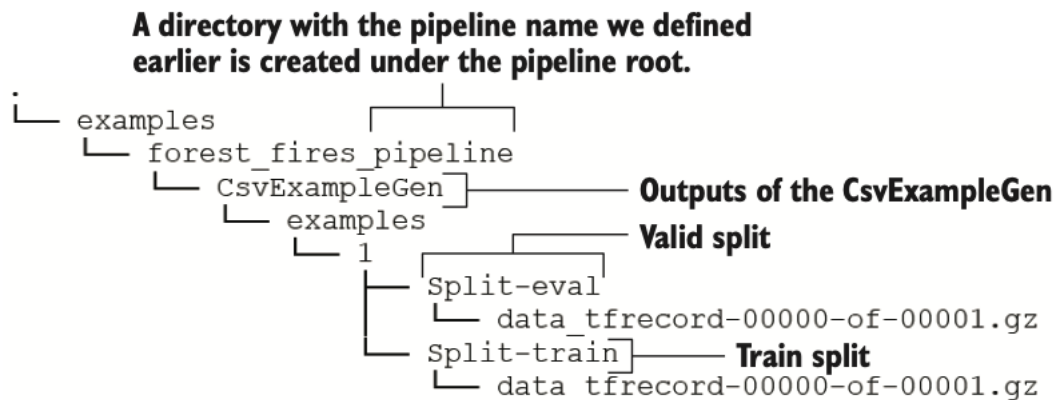 A directory with the pipeline name we defined
earlier is created under the pipeline root.
.
examples
forest_fires_pipeline
CsvExampleGen
Outputs of the CsvExampleGen
examples
Valid split
1
Split-eval
data_tfrecord-00000-of-00001.gz
Split-train
Train split
data_tfrecord-00000-of-00001.gz